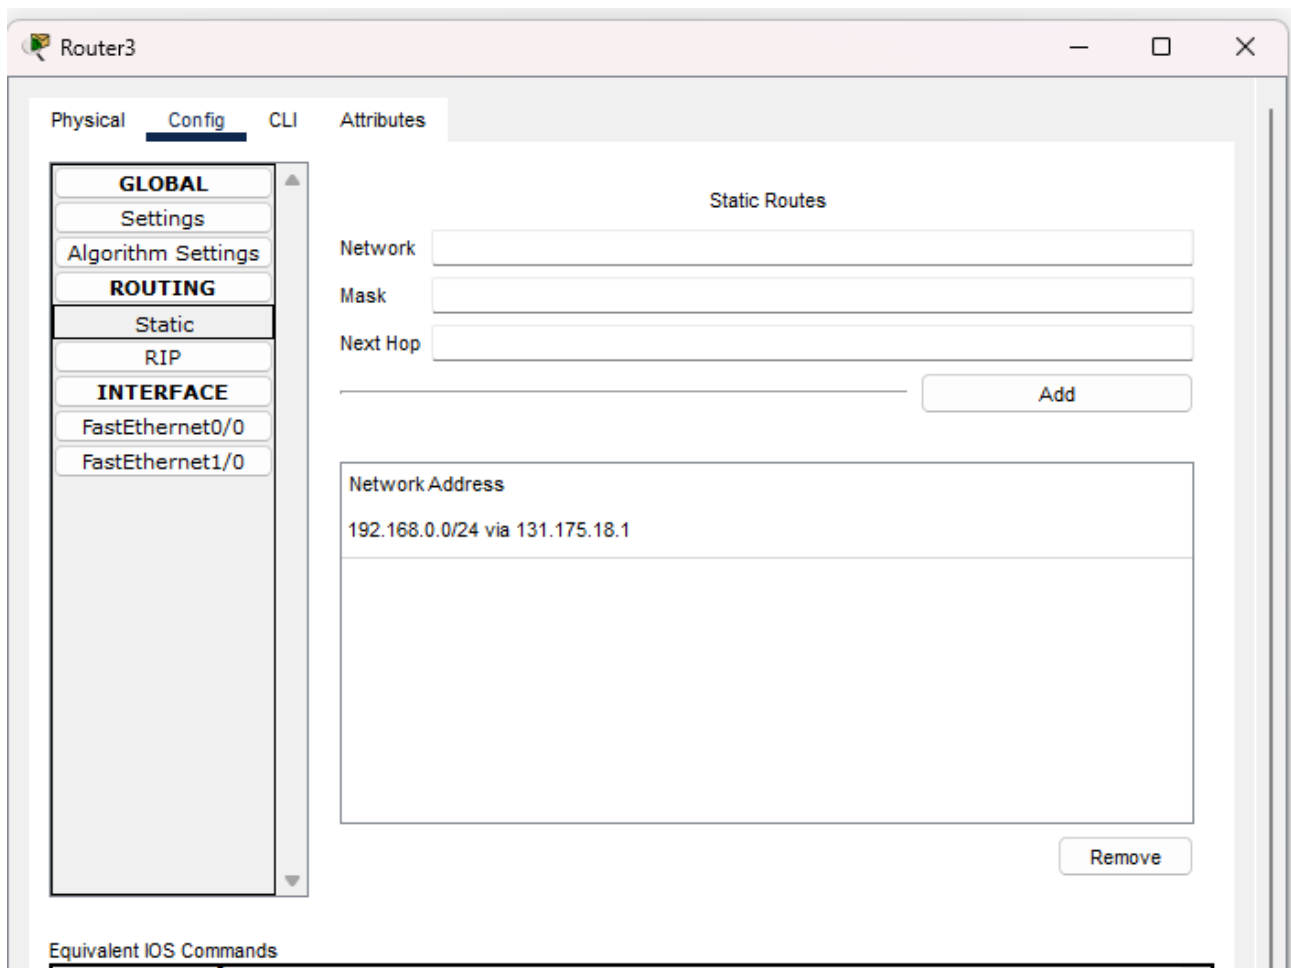 Router3
Physical Config CLI Attributes
GLOBAL
Settings
Algorithm Settings
ROUTING
Static
RIP
INTERFACE
FastEthernet0/0
FastEthernet1/0
Static Routes
Network
Mask
Next Hop
Add
Network Address
192.168.0.0/24 via 131.175.18.1
Remove
Equivalent IOS Commands